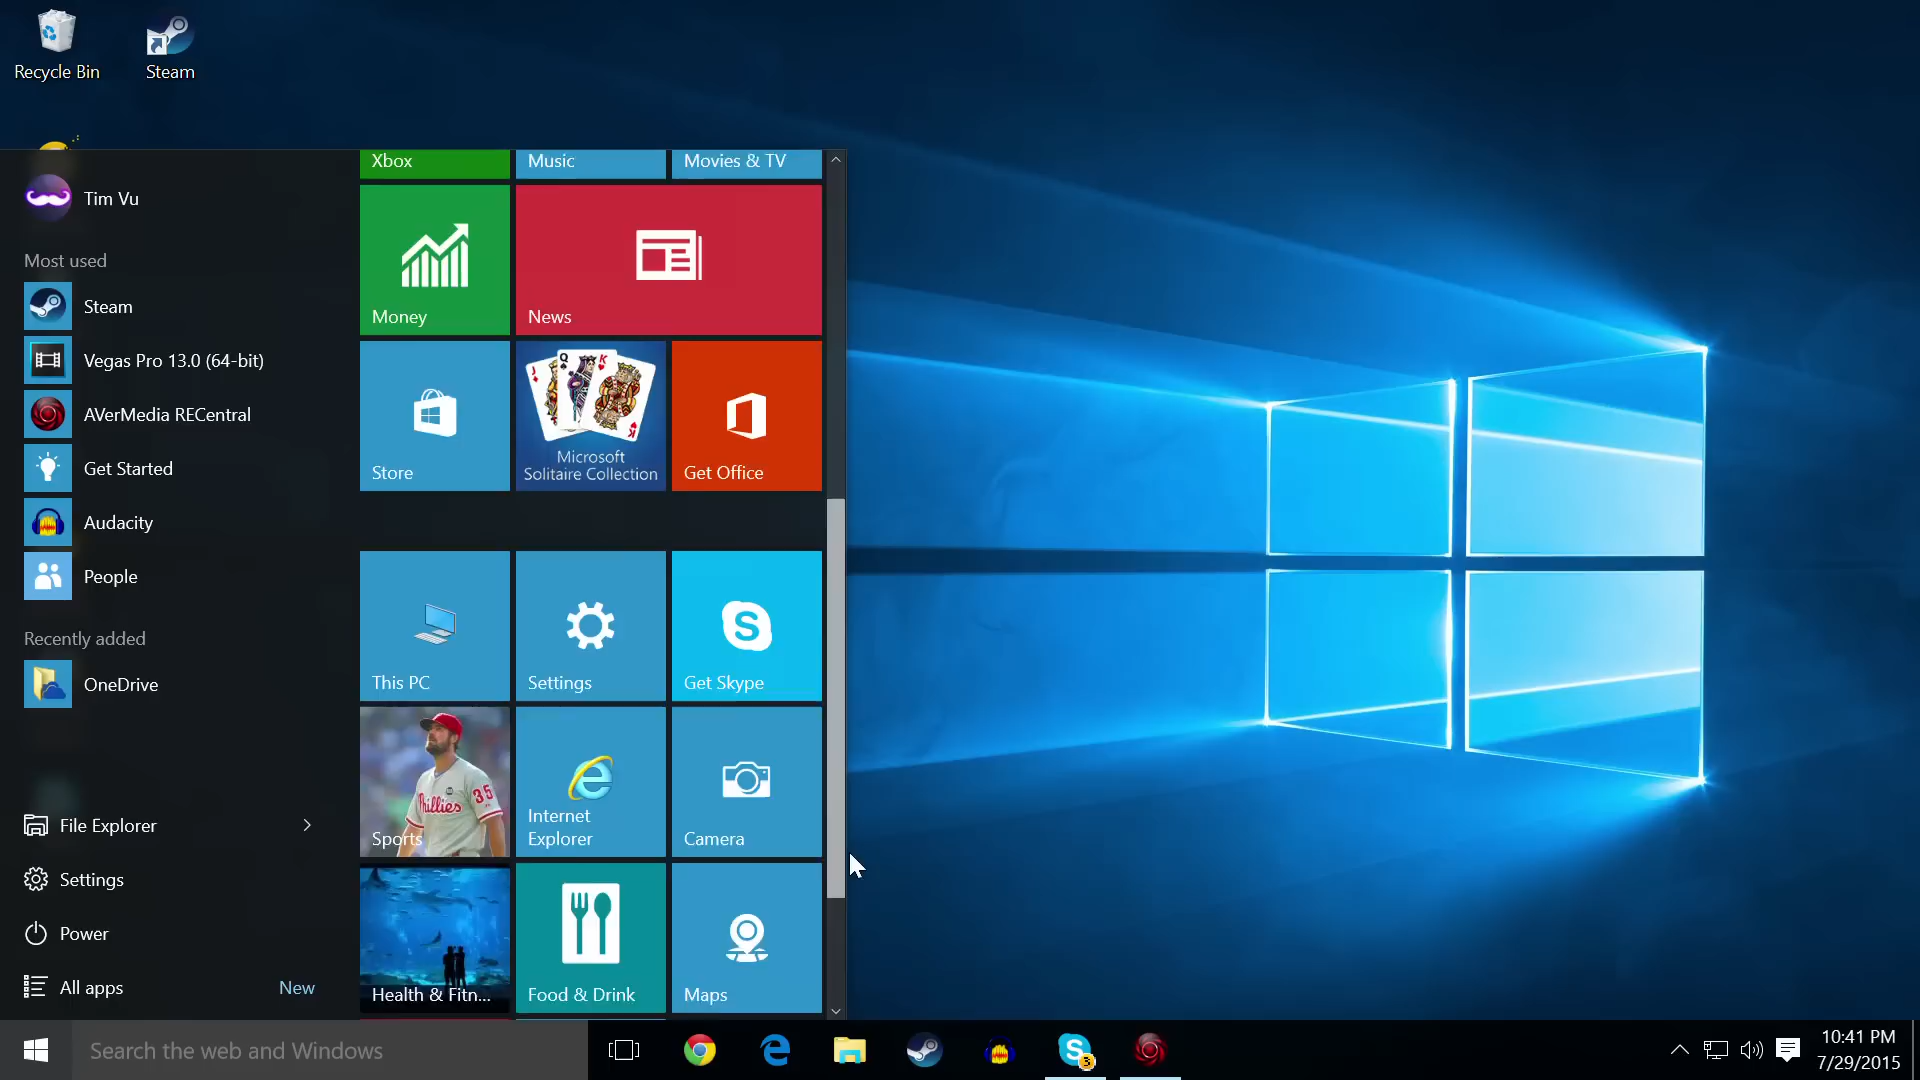 Recycle Bin
Steam
Tim Vu
Most used
Steam
Vegas Pro 13.0 (64-bit)
AVerMedia RECentral
Get Started
Audacity
People
Recently added
OneDrive
File Explorer
Settings
Power
All apps
New
Xbox
Music
Movies & TV
Money
News
Store
Microsoft
Solitaire Collection
Get Office
This PC
Settings
Get Skype
Phillies 35
Sports
Internet
Explorer
Camera
Health & Fitn...
Food & Drink
Maps
Search the web and Windows
3
10:41 PM
7/29/2015